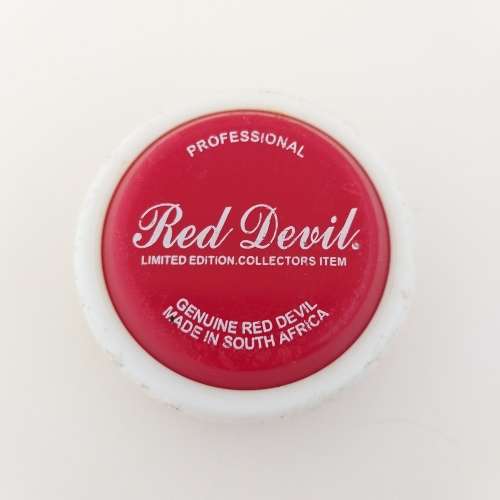 PROFESSIONAL
Red Devil.
LIMITED EDITION.COLLECTORS ITEM
GENUINE RED DEVIL
MADE IN SOUTH AFRICA